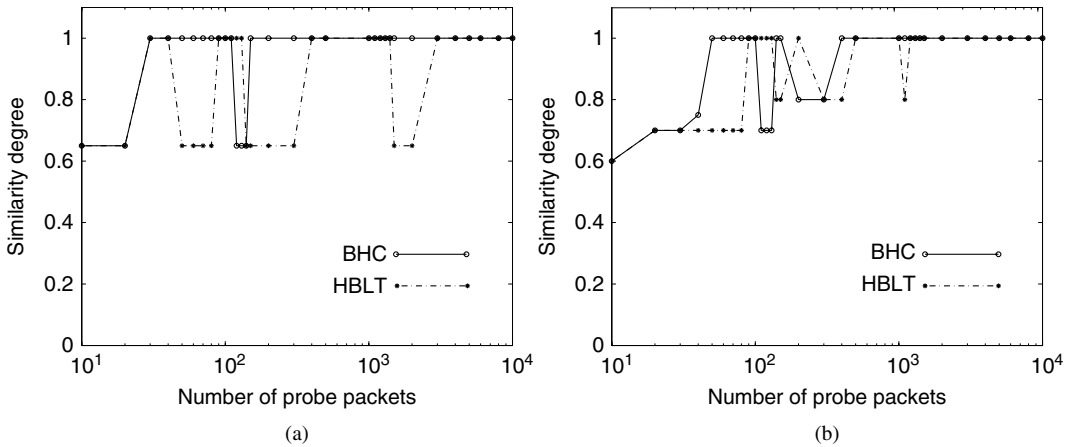 1
0.8
0.6
0.4
0.2
0
Similarity degree
BHC
HBLT
10^1
10^2
10^3
10^4
Number of probe packets
(a)
1
0.8
0.6
0.4
0.2
0
Similarity degree
BHC
HBLT
10^1
10^2
10^3
10^4
Number of probe packets
(b)